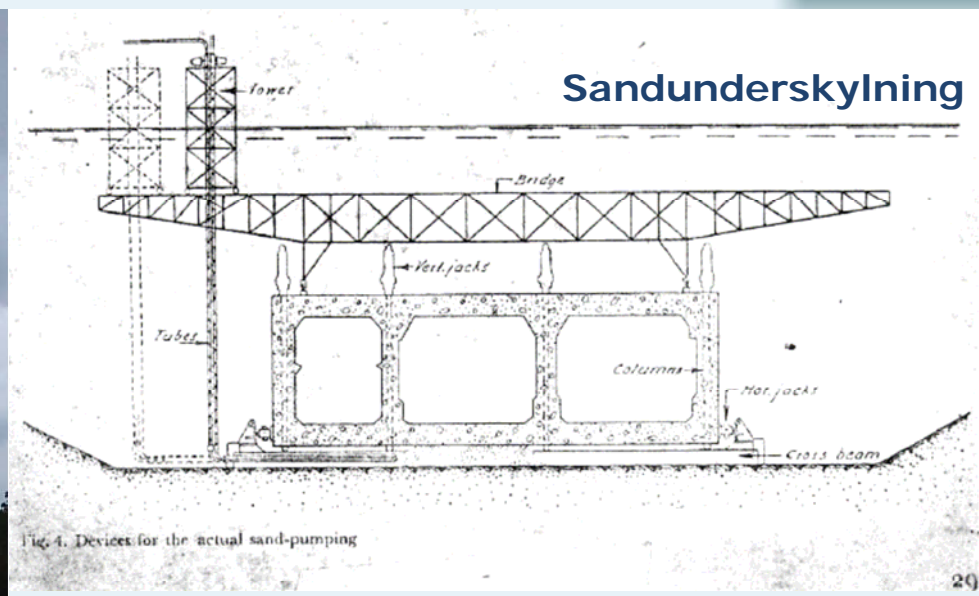 Sandunderskylning
Tower
Bridge
Vert. jacks
Tubes
Columns
Hor. jacks
Cross beam
Fig. 4. Devices for the actual sand-pumping
29